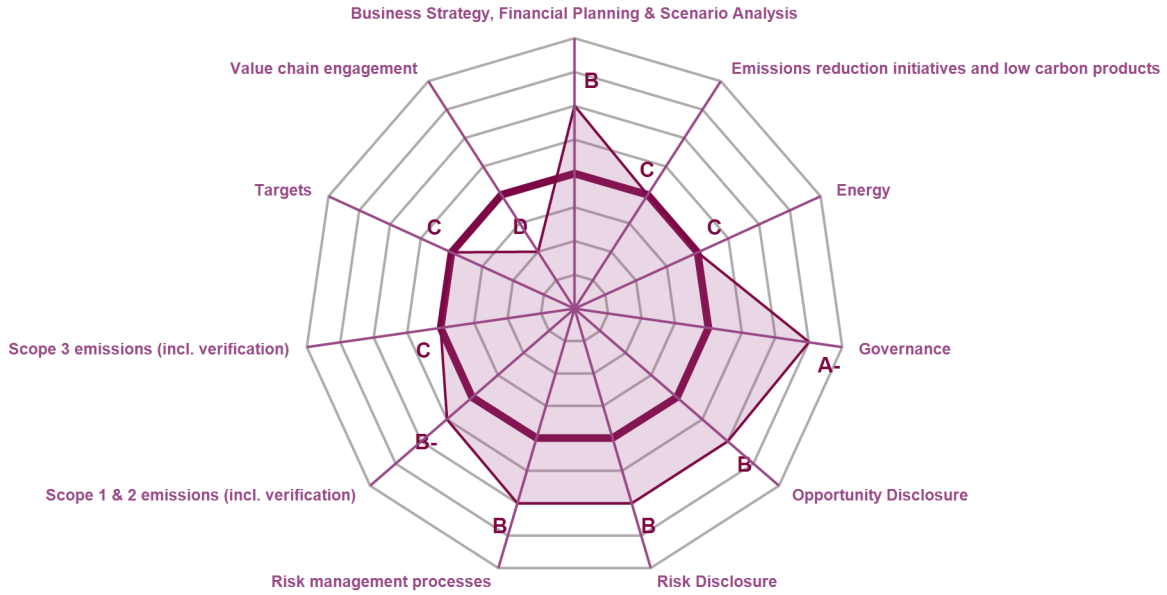 Business Strategy, Financial Planning & Scenario Analysis
Value chain engagement
Emissions reduction initiatives and low carbon products
B
C
Targets
Energy
C
D
C
Scope 3 emissions (incl. verification)
C
Governance
A-
B-
B
Scope 1 & 2 emissions (incl. verification)
Opportunity Disclosure
B
B
Risk management processes
Risk Disclosure